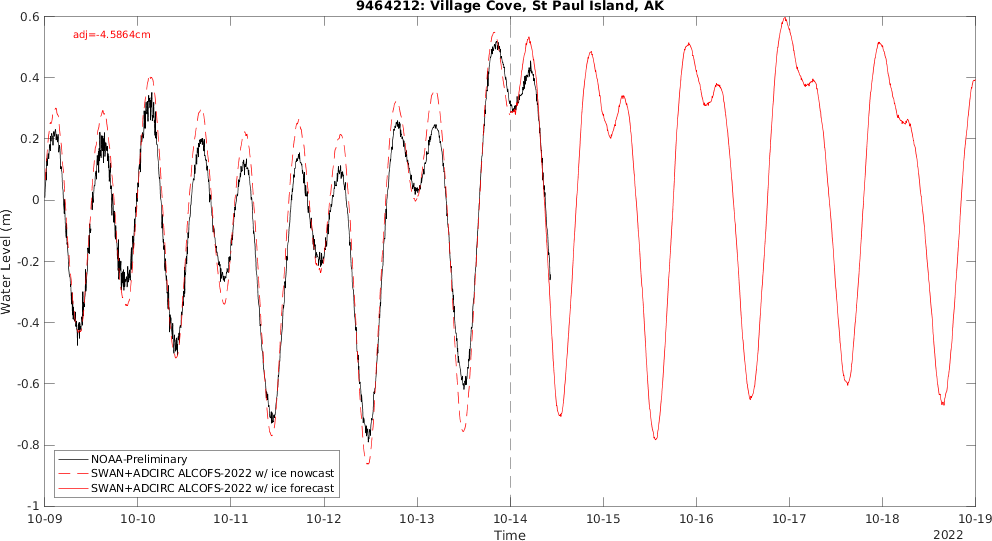 9464212: Village Cove, St Paul Island, AK
adj=-4.5864cm
0.6
0.4
0.2
0
-0.2
-0.4
-0.6
-0.8
-1
Water Level (m)
NOAA-Preliminary
SWAN+ADCIRC ALCOFS-2022 w/ ice nowcast
SWAN+ADCIRC ALCOFS-2022 w/ ice forecast
10-09 10-10 10-11 10-12 10-13 10-14 10-15 10-16 10-17 10-18 10-19
Time
2022